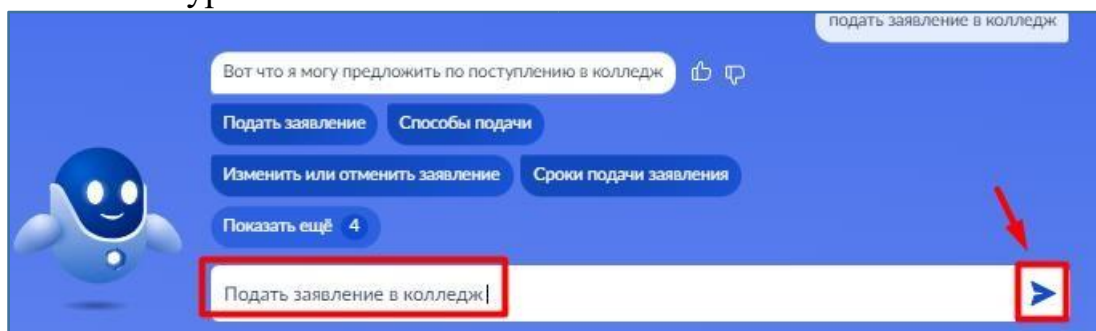 подать заявление в колледж
Вот что я могу предложить по поступлению в колледж
Подать заявление Способы подачи
Изменить или отменить заявление Сроки подачи заявления
Показать ещё 4
Подать заявление в колледж